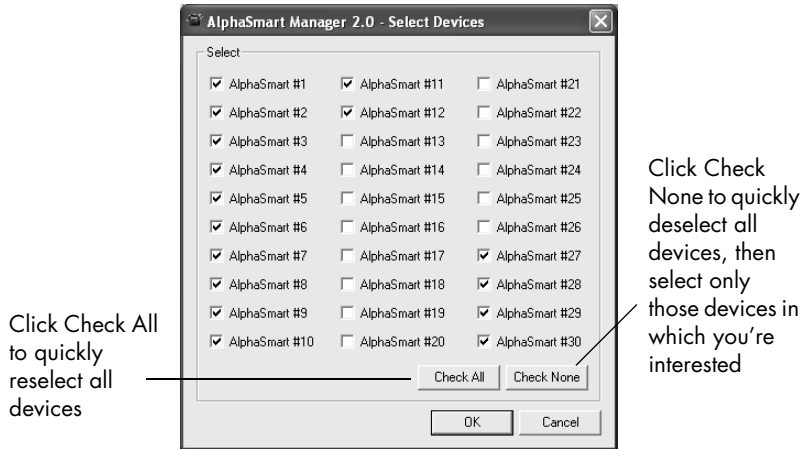 AlphaSmart Manager 2.0 - Select Devices
Select
AlphaSmart #1 AlphaSmart #11 AlphaSmart #21
AlphaSmart #2 AlphaSmart #12 AlphaSmart #22
AlphaSmart #3 AlphaSmart #13 AlphaSmart #23
AlphaSmart #4 AlphaSmart #14 AlphaSmart #24
AlphaSmart #5 AlphaSmart #15 AlphaSmart #25
AlphaSmart #6 AlphaSmart #16 AlphaSmart #26
AlphaSmart #7 AlphaSmart #17 AlphaSmart #27
AlphaSmart #8 AlphaSmart #18 AlphaSmart #28
AlphaSmart #9 AlphaSmart #19 AlphaSmart #29
AlphaSmart #10 AlphaSmart #20 AlphaSmart #30
Check All Check None
OK Cancel
Click Check All
to quickly
reselect all
devices
Click Check
None to quickly
deselect all
devices, then
select only
those devices in
which you're
interested